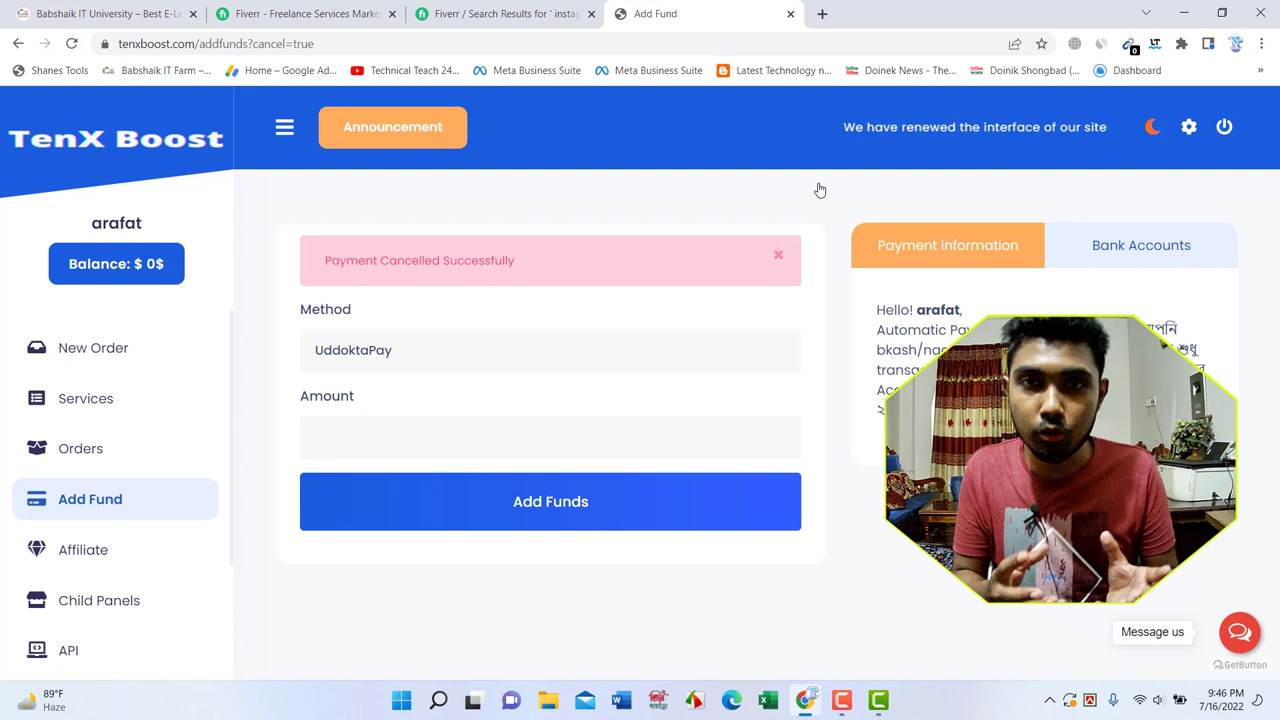 Babshaik IT University – Best E-Le
Fiverr - Freelance Services Marke
Fiverr / Search Results for ' instag
Add Fund
tenxboost.com/addfunds?cancel=true
0
Shanes Tools
Babshaik IT Farm –...
Home – Google Ad...
Technical Teach 24...
Meta Business Suite
Meta Business Suite
Latest Technology n...
Doinek News - The...
Doinik Shongbad (...
Dashboard
»
TenX Boost
Announcement
We have renewed the interface of our site
arafat
Balance: $ 0$
New Order
Services
Orders
Add Fund
Affiliate
Child Panels
API
Payment Cancelled Successfully
Method
UddoktaPay
Amount
Add Funds
Payment information
Bank Accounts
Hello! arafat,
Automatic Pay
bkash/nag
transa
Message us
GetButton
89°F
Haze
9:46 PM
7/16/2022